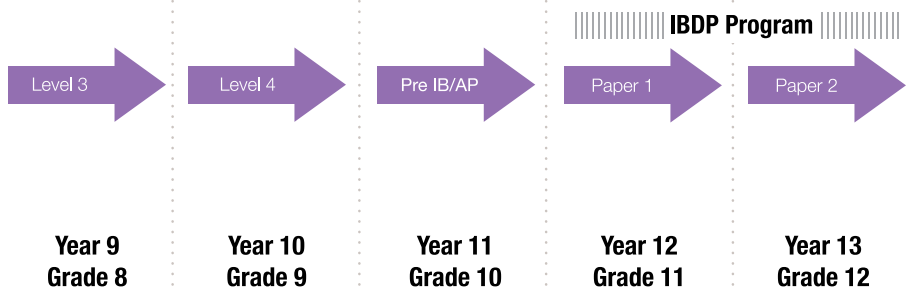 IBDP Program
Level 3
Level 4
Pre IB/AP
Paper 1
Paper 2
Year 9
Grade 8
Year 10
Grade 9
Year 11
Grade 10
Year 12
Grade 11
Year 13
Grade 12